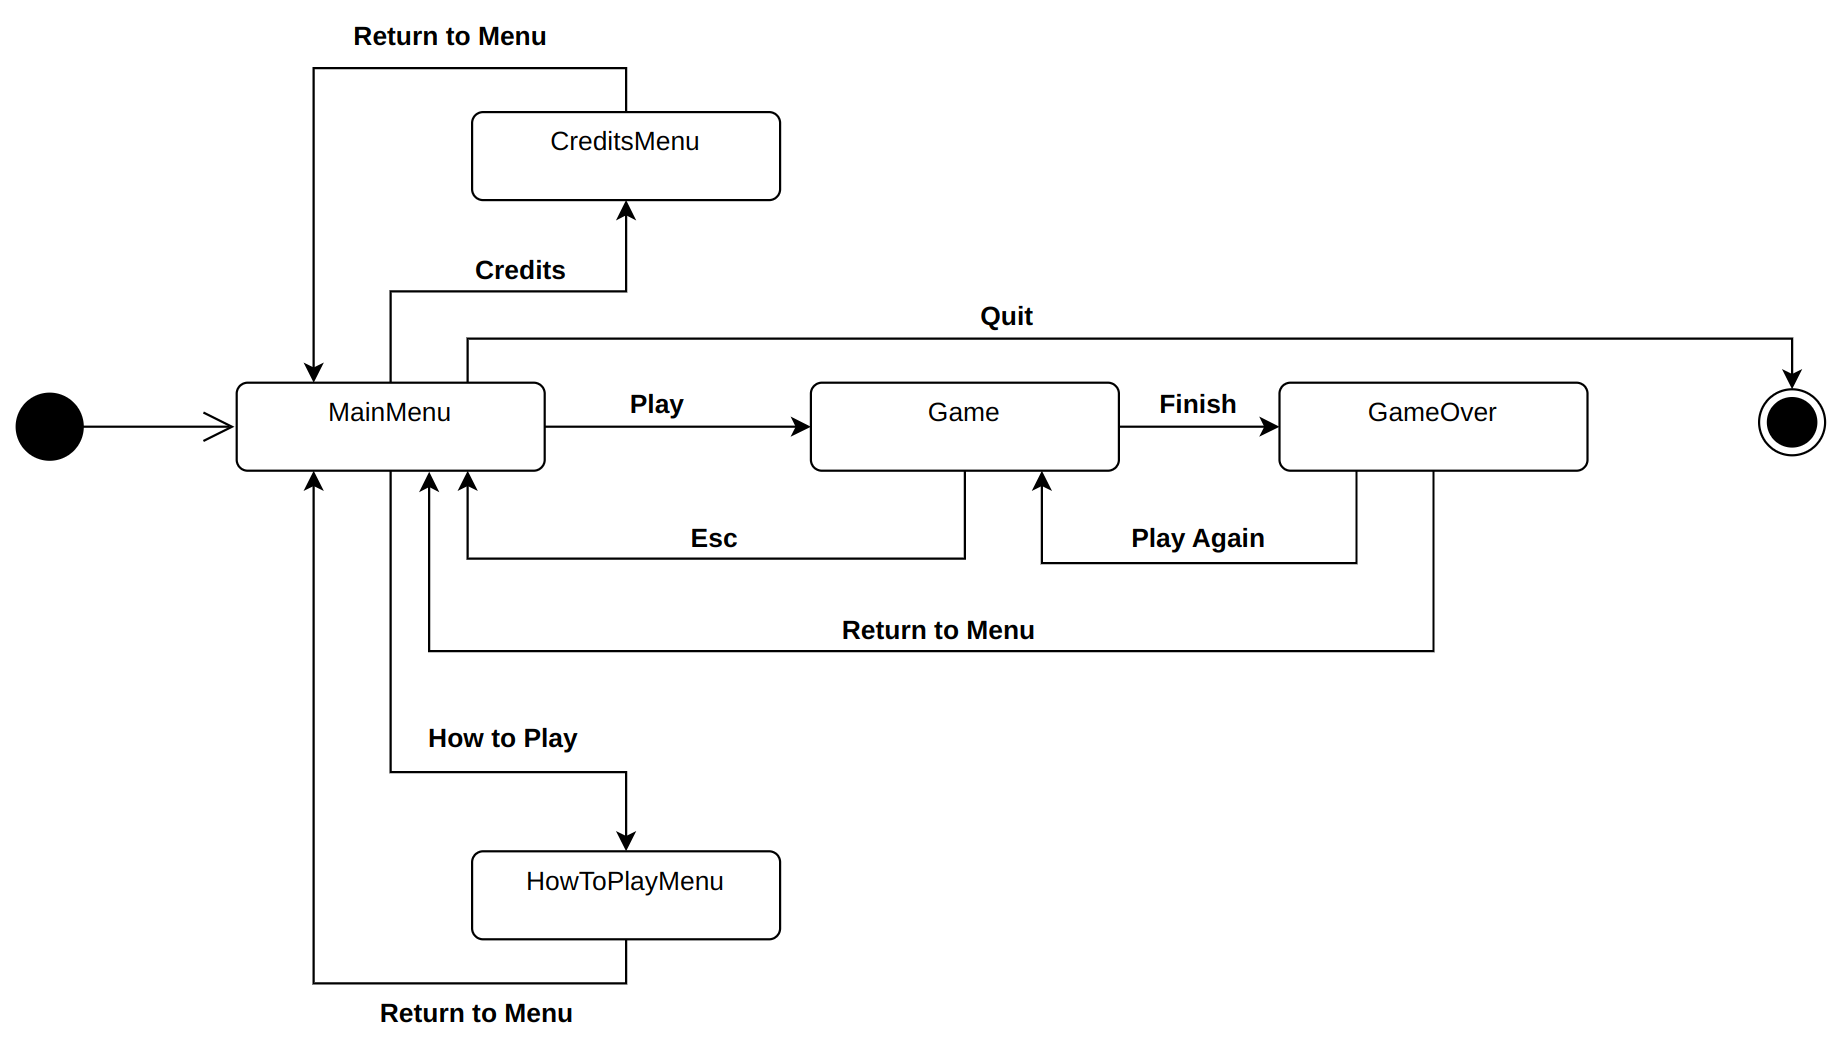 Return to Menu
CreditsMenu
Credits
Quit
MainMenu
Play
Game
Finish
GameOver
Esc
Play Again
Return to Menu
How to Play
HowToPlayMenu
Return to Menu